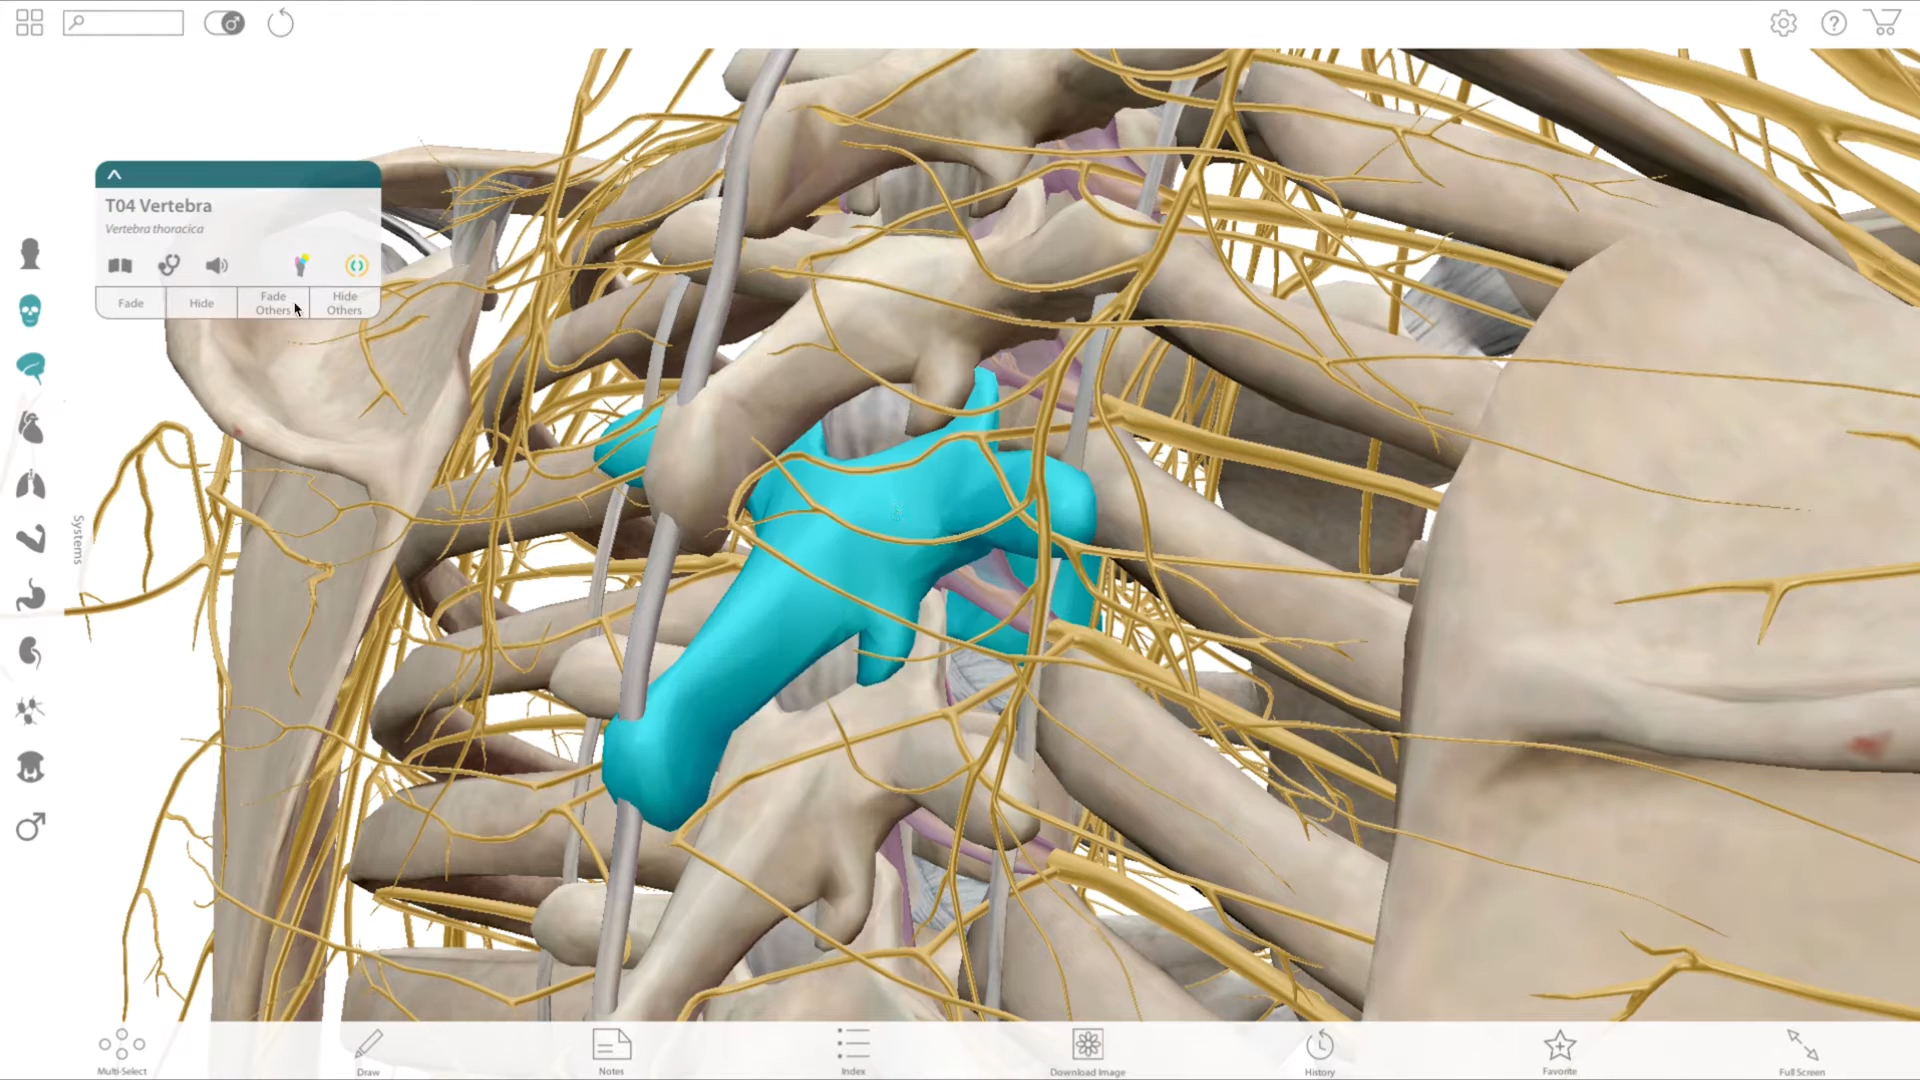 T04 Vertebra
Vertebra thoracica
Fade
Hide
Fade Others
Hide Others
Systems
Multi-Select
Draw
Notes
Index
Download Image
History
Favorite
Full Screen